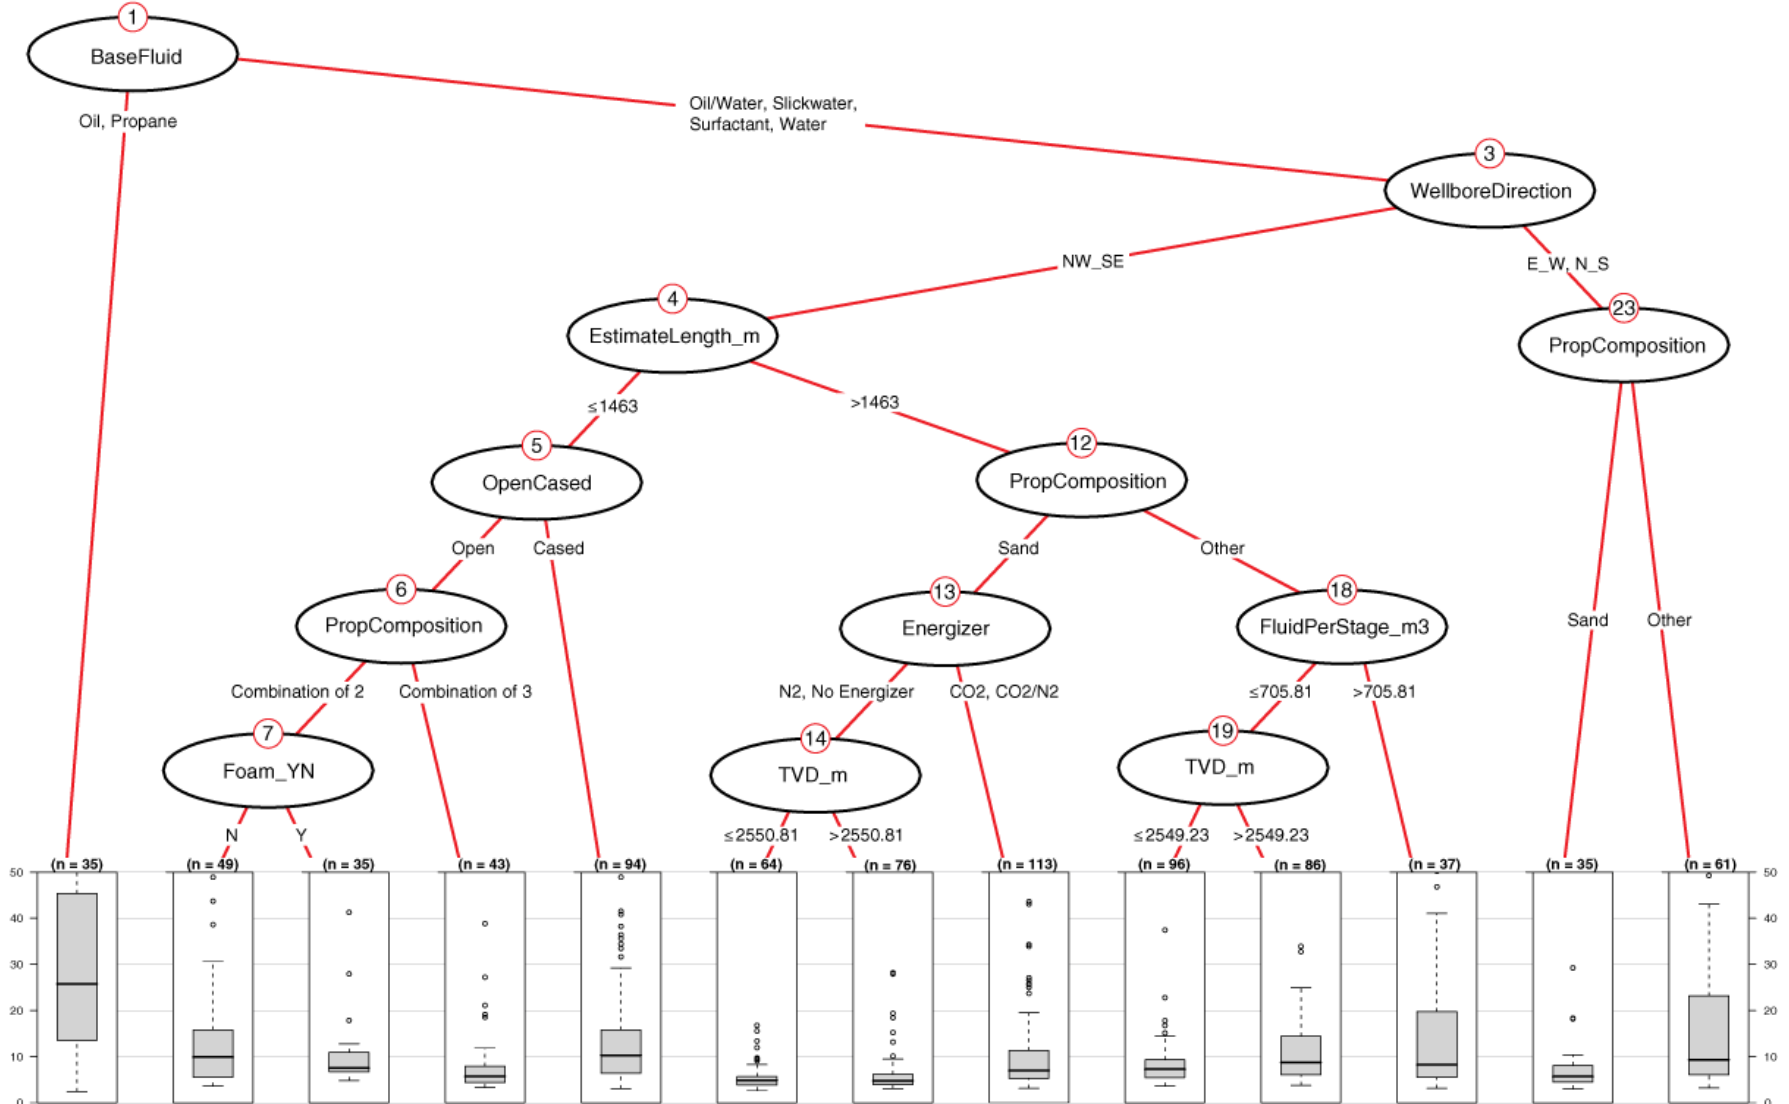 1
BaseFluid
Oil, Propane
Oil/Water, Slickwater,
Surfactant, Water
3
WellboreDirection
NW_SE
E_W, N_S
4
EstimateLength_m
23
PropComposition
≤1463
>1463
5
OpenCased
12
PropComposition
Open
Cased
Sand
Other
6
PropComposition
13
Energizer
18
FluidPerStage_m3
Sand
Other
Combination of 2
Combination of 3
N2, No Energizer
CO2, CO2/N2
≤705.81
>705.81
7
Foam_YN
14
TVD_m
19
TVD_m
N
Y
≤2550.81
>2550.81
≤2549.23
>2549.23
(n = 35)
(n = 49)
(n = 35)
(n = 43)
(n = 94)
(n = 64)
(n = 76)
(n = 113)
(n = 96)
(n = 86)
(n = 37)
(n = 35)
(n = 61)
50
40
30
20
10
0
50
40
30
20
10
0